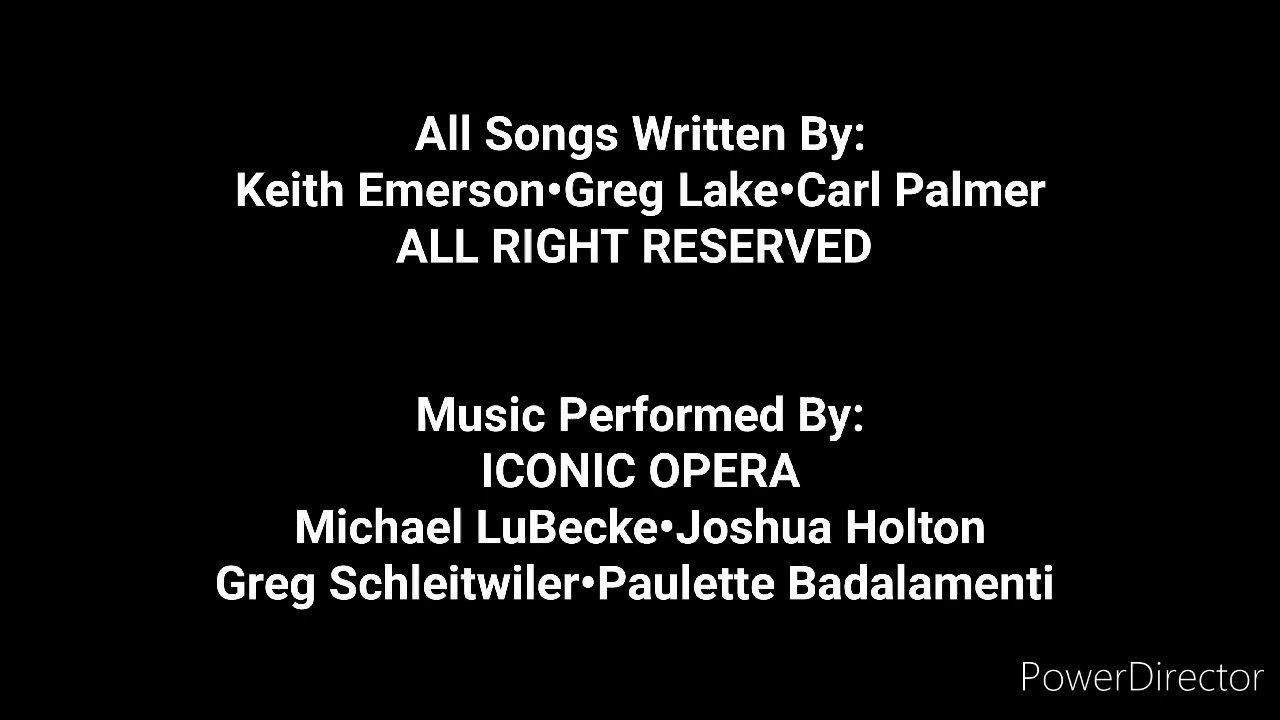 All Songs Written By:
Keith Emerson•Greg Lake•Carl Palmer
ALL RIGHT RESERVED
Music Performed By:
ICONIC OPERA
Michael LuBecke•Joshua Holton
Greg Schleitwiler•Paulette Badalamenti
PowerDirector